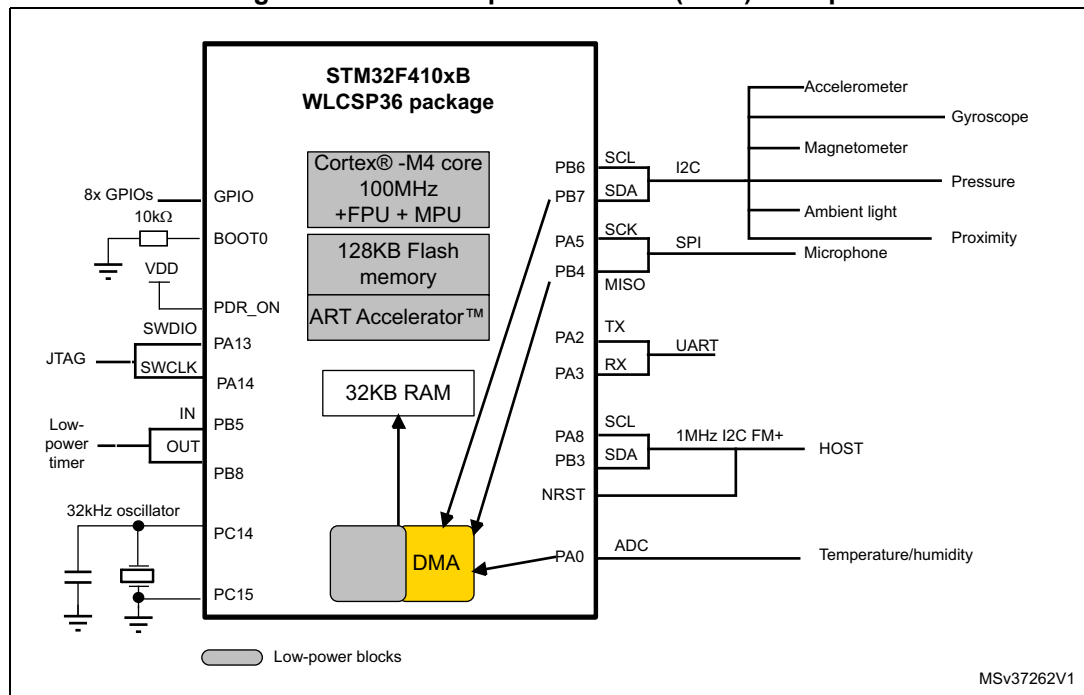 STM32F410xB
WLCSP36 package
Cortex® -M4 core
100MHz
+FPU + MPU
128KB Flash
memory
ART Accelerator™
32KB RAM
DMA
8x GPIOs
GPIO
10kΩ
BOOT0
VDD
PDR_ON
SWDIO
PA13
JTAG
SWCLK
PA14
IN
PB5
Low-
power
timer
OUT
PB8
32kHz oscillator
PC14
PC15
PB6
SCL
I2C
PB7
SDA
Accelerometer
Gyroscope
Magnetometer
Pressure
Ambient light
Proximity
PA5
SCK
SPI
Microphone
PB4
MISO
PA2
TX
UART
PA3
RX
PA8
SCL
1MHz I2C FM+
HOST
PB3
SDA
NRST
PA0
ADC
Temperature/humidity
Low-power blocks
MSv37262V1